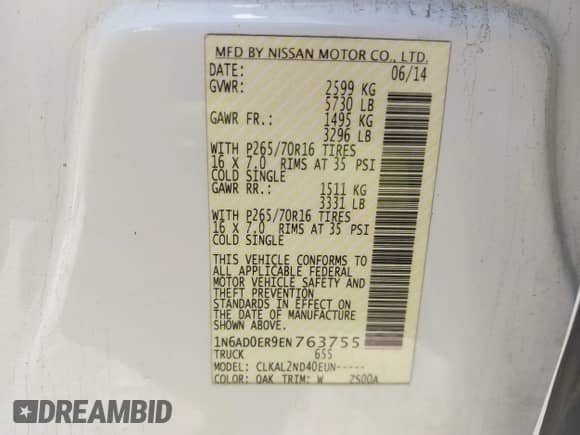 MFD BY NISSAN MOTOR CO., LTD.
DATE: 06/14
GVWR: 2599 KG
5730 LB
GAWR FR.: 1495 KG
3296 LB
WITH P265/70R16 TIRES
16 X 7.0 RIMS AT 35 PSI
COLD SINGLE
GAWR RR.: 1511 KG
3331 LB
WITH P265/70R16 TIRES
16 X 7.0 RIMS AT 35 PSI
COLD SINGLE
THIS VEHICLE CONFORMS TO
ALL APPLICABLE FEDERAL
MOTOR VEHICLE SAFETY AND
THEFT PREVENTION
STANDARDS IN EFFECT ON
THE DATE OF MANUFACTURE
SHOWN ABOVE.
1N6AD0ER9EN763755
TRUCK 655
MODEL: CLKAL2ND40EUN-----
COLOR: QAK TRIM: W 2S00A
DREAMBID